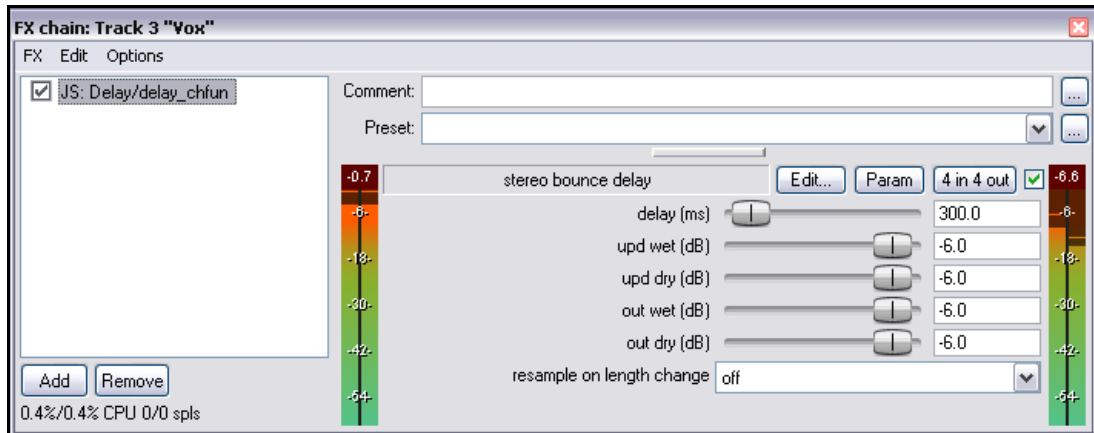 FX chain: Track 3 "Vox"
FX Edit Options
JS: Delay/delay_chfun
Comment: ...
Preset: ...
-0.7 stereo bounce delay Edit... Param 4 in 4 out -6.6
delay (ms) 300.0
-6- -6-
upd wet (dB) -6.0
-18- -18-
upd dry (dB) -6.0
-30- out wet (dB) -6.0 -30-
out dry (dB) -6.0
-42- -42-
resample on length change off
Add Remove
-54- -54-
0.4%/0.4% CPU 0/0 spls